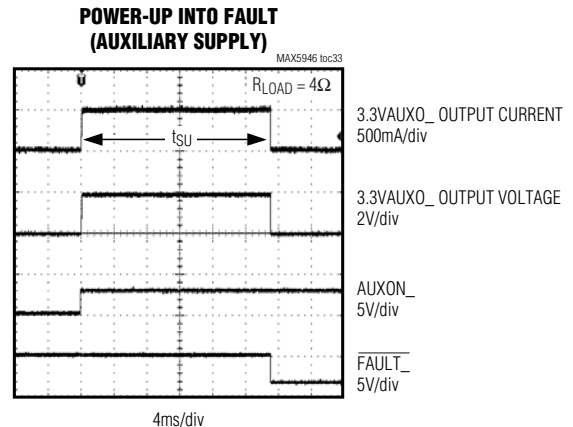 POWER-UP INTO FAULT
(AUXILIARY SUPPLY)
MAX5946 toc33
RLOAD = 4Ω
3.3VAUXO_ OUTPUT CURRENT
500mA/div
tSU
3.3VAUXO_ OUTPUT VOLTAGE
2V/div
AUXON_
5V/div
FAULT_
5V/div
4ms/div